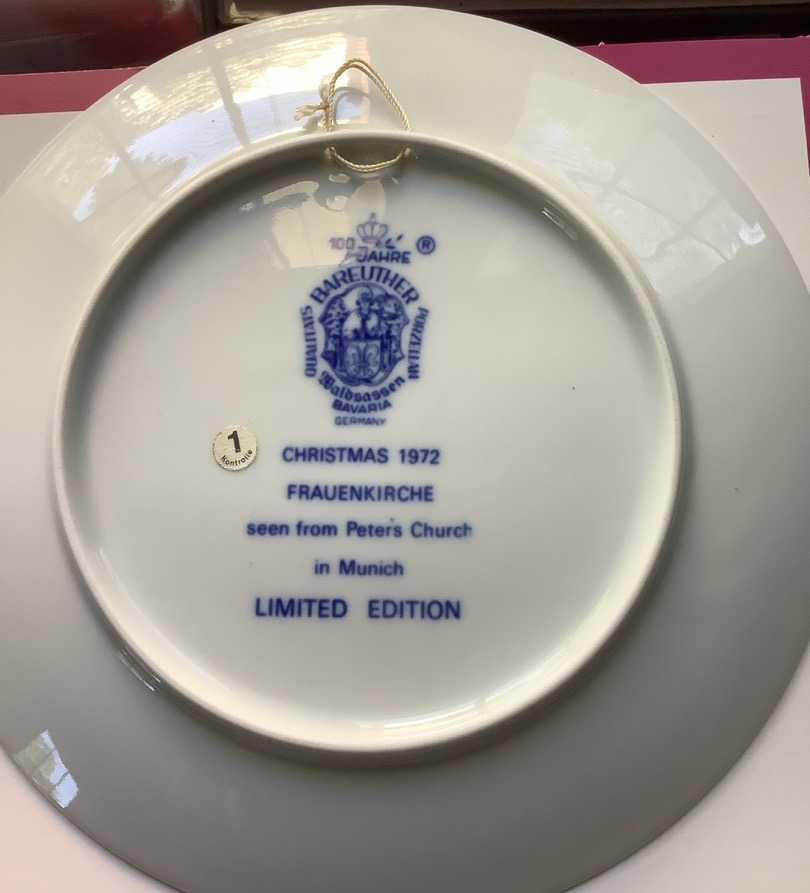 100 JAHRE ®
BAREUTHER
QUALITÄTS
PORZELLAN
Waldsassen
BAVARIA
GERMANY
1
Kontrolle
CHRISTMAS 1972
FRAUENKIRCHE
seen from Peter's Church
in Munich
LIMITED EDITION